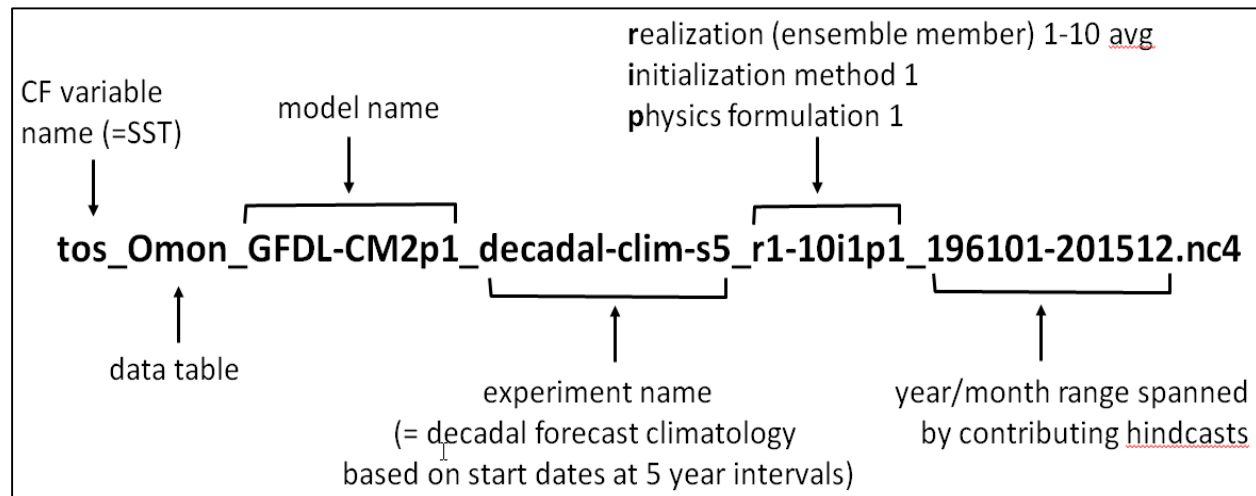 realization (ensemble member) 1-10 avg
initialization method 1
physics formulation 1
CF variable
name (=SST)
model name
tos_Omon_GFDL-CM2p1_decadal-clim-s5_r1-10i1p1_196101-201512.nc4
data table
experiment name
(= decadal forecast climatology
based on start dates at 5 year intervals)
year/month range spanned
by contributing hindcasts